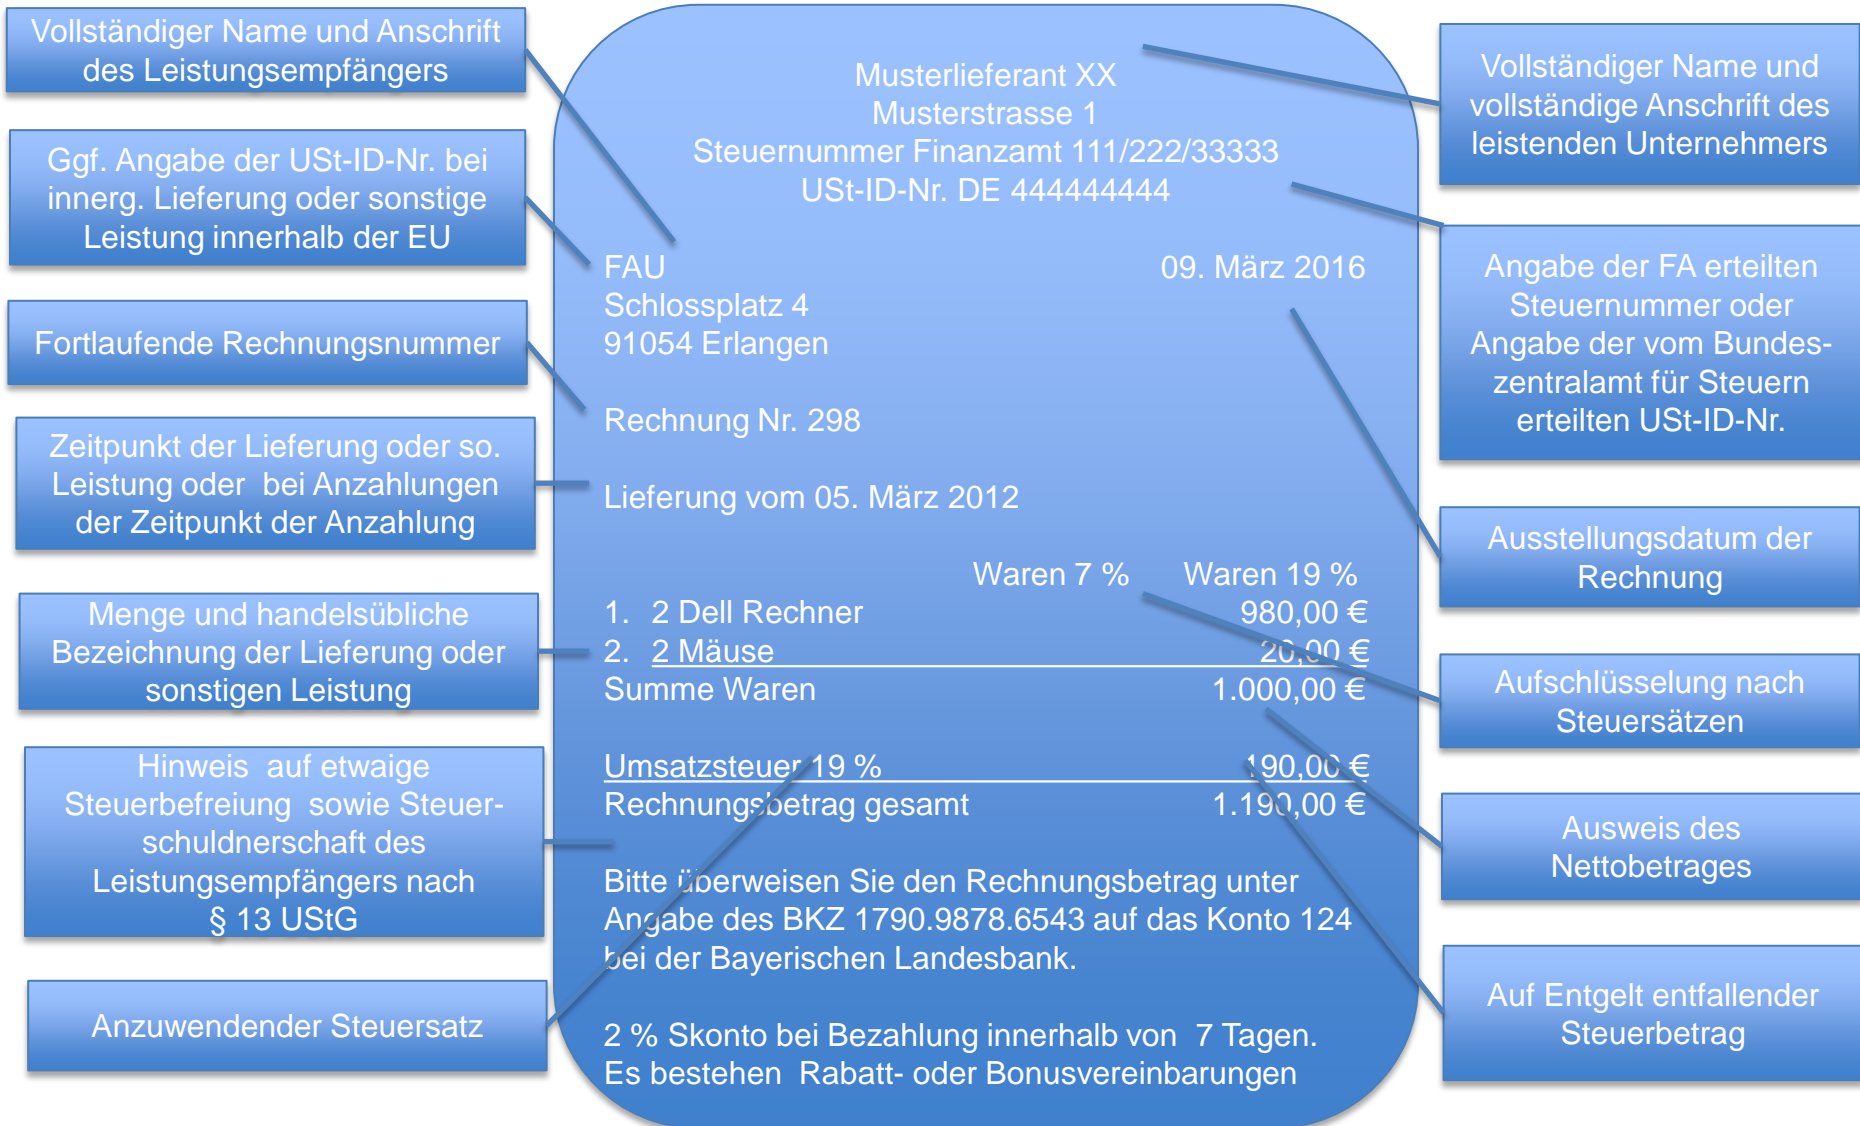 Vollständiger Name und Anschrift
des Leistungsempfängers
Ggf. Angabe der USt-ID-Nr. bei
innerg. Lieferung oder sonstige
Leistung innerhalb der EU
Fortlaufende Rechnungsnummer
Zeitpunkt der Lieferung oder so.
Leistung oder bei Anzahlungen
der Zeitpunkt der Anzahlung
Menge und handelsübliche
Bezeichnung der Lieferung oder
sonstigen Leistung
Hinweis auf etwaige
Steuerbefreiung sowie Steuer-
schuldnerschaft des
Leistungsempfängers nach
§ 13 UStG
Anzuwendender Steuersatz
Musterlieferant XX
Musterstrasse 1
Steuernummer Finanzamt 111/222/33333
USt-ID-Nr. DE 444444444
FAU 09. März 2016
Schlossplatz 4
91054 Erlangen
Rechnung Nr. 298
Lieferung vom 05. März 2012
Waren 7 % Waren 19 %
1. 2 Dell Rechner 980,00 €
2. 2 Mäuse 20,00 €
Summe Waren 1.000,00 €
Umsatzsteuer 19 % 190,00 €
Rechnungsbetrag gesamt 1.190,00 €
Bitte überweisen Sie den Rechnungsbetrag unter
Angabe des BKZ 1790.9878.6543 auf das Konto 124
bei der Bayerischen Landesbank.
2 % Skonto bei Bezahlung innerhalb von 7 Tagen.
Es bestehen Rabatt- oder Bonusvereinbarungen
Vollständiger Name und
vollständige Anschrift des
leistenden Unternehmers
Angabe der FA erteilten
Steuernummer oder
Angabe der vom Bundes-
zentralamt für Steuern
erteilten USt-ID-Nr.
Ausstellungsdatum der
Rechnung
Aufschlüsselung nach
Steuersätzen
Ausweis des
Nettobetrages
Auf Entgelt entfallender
Steuerbetrag